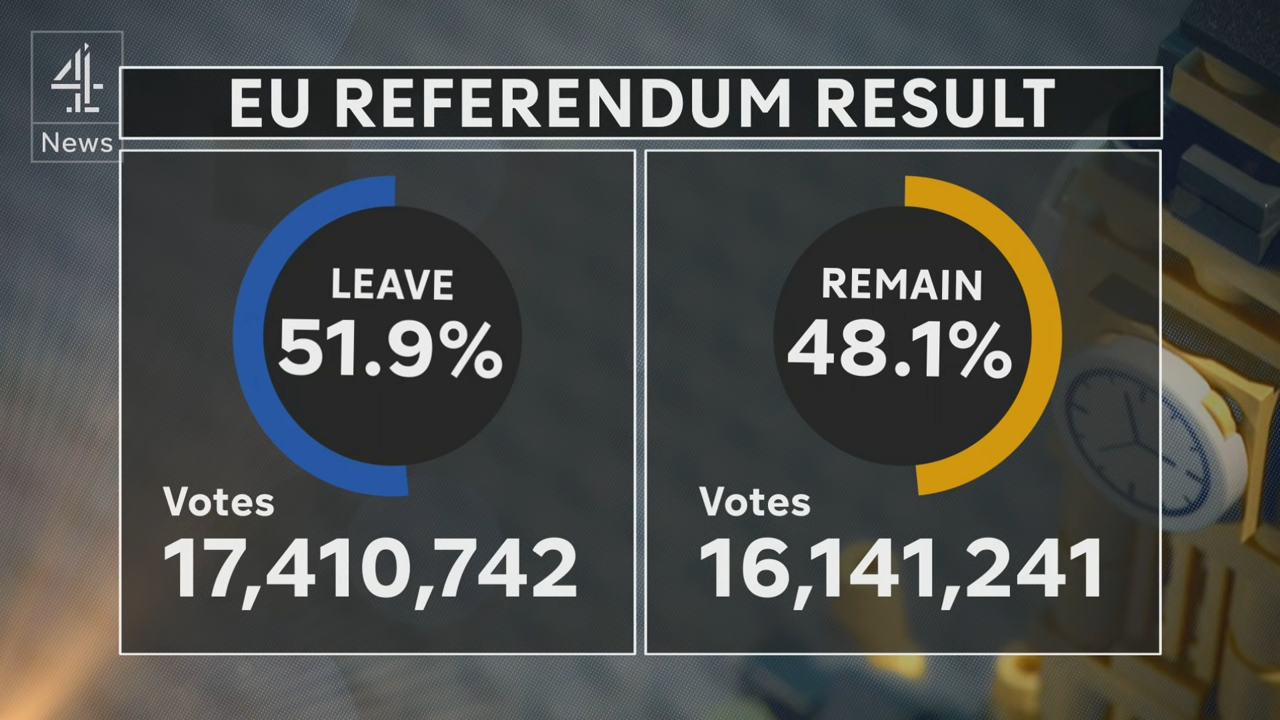 4
News
EU REFERENDUM RESULT
LEAVE
51.9%
Votes
17,410,742
REMAIN
48.1%
Votes
16,141,241